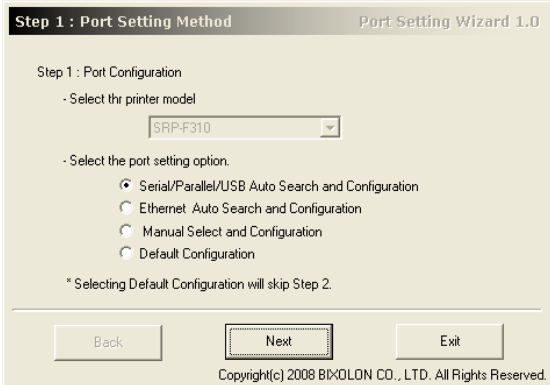 Step 1 : Port Setting Method
Port Setting Wizard 1.0
Step 1 : Port Configuration
- Select thr printer model
SRP-F310
- Select the port setting option.
Serial/Parallel/USB Auto Search and Configuration
Ethernet Auto Search and Configuration
Manual Select and Configuration
Default Configuration
* Selecting Default Configuration will skip Step 2.
Back
Next
Exit
Copyright(c) 2008 BIXOLON CO., LTD. All Rights Reserved.